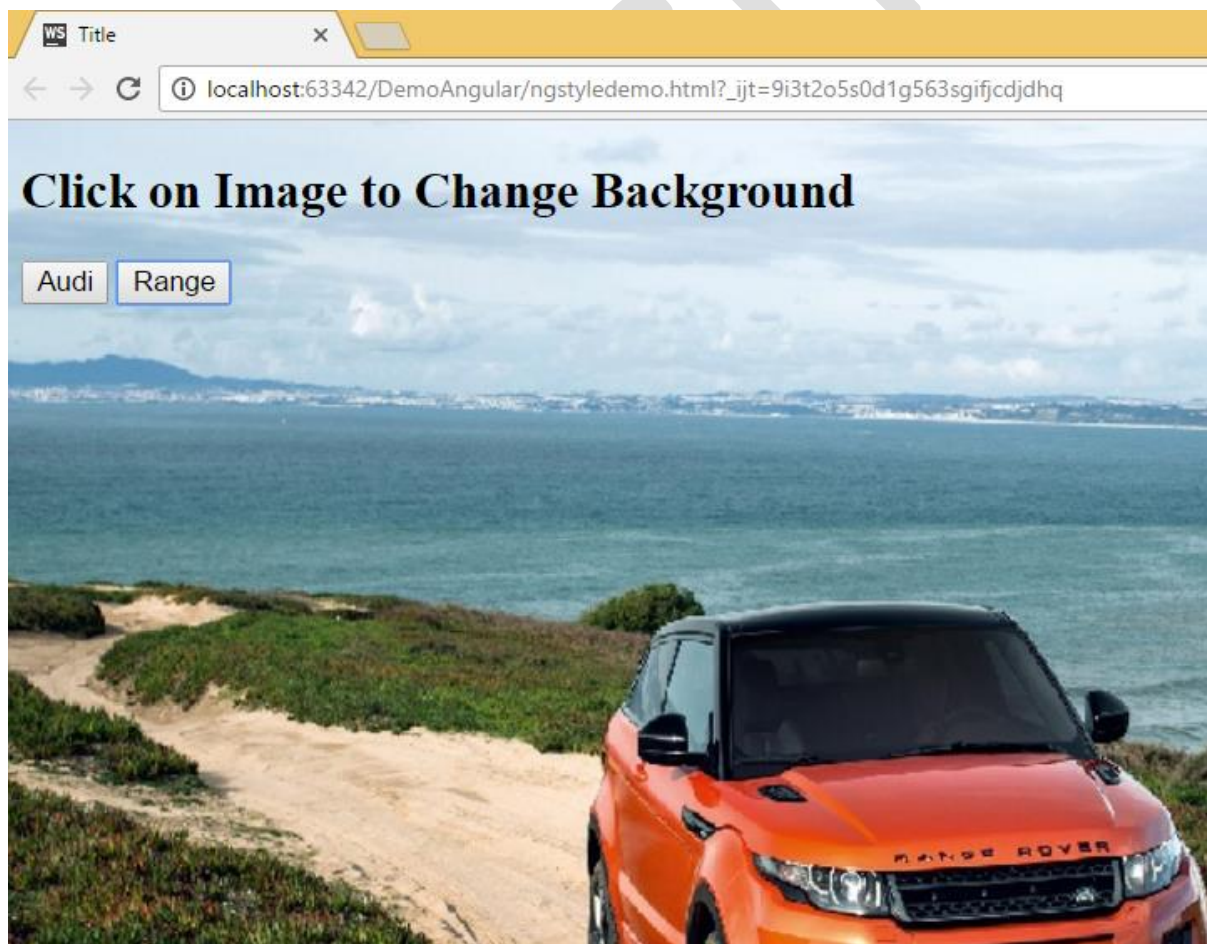 WS Title
localhost:63342/DemoAngular/ngstyledemo.html?_ijt=9i3t2o5s0d1g563sgifjcdjdhq
Click on Image to Change Background
Audi Range
RANGE ROVER